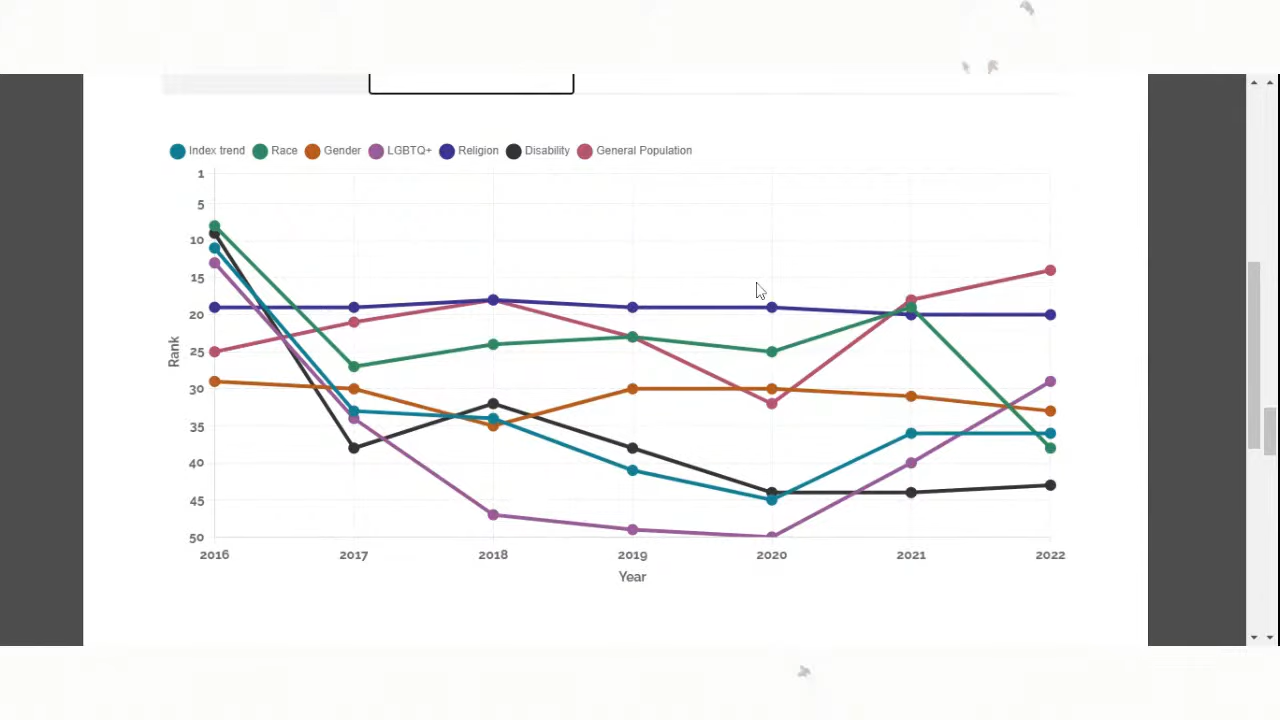 Index trend Race Gender LGBTQ+ Religion Disability General Population
1
5
10
15
20
25
30
35
40
45
50
Rank
2016 2017 2018 2019 2020 2021 2022
Year